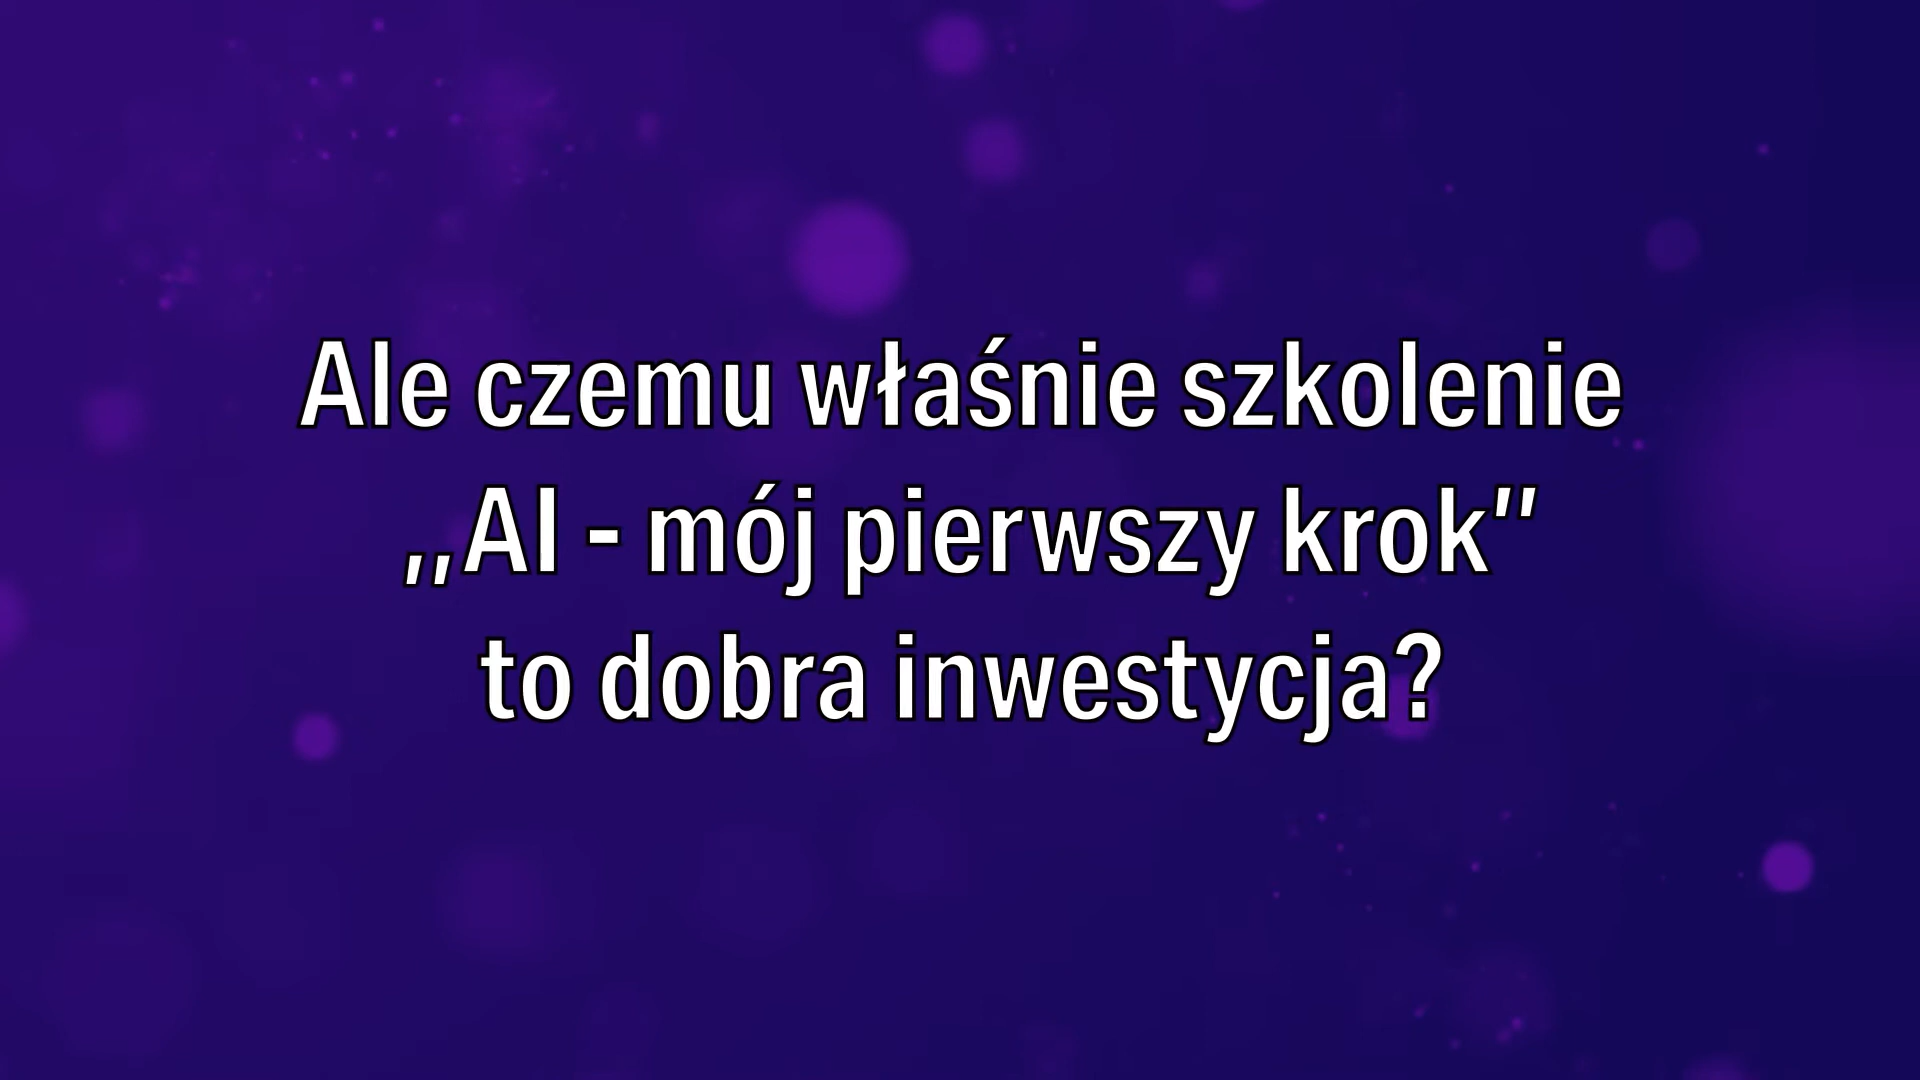 Ale czemu właśnie szkolenie
„AI - mój pierwszy krok”
to dobra inwestycja?